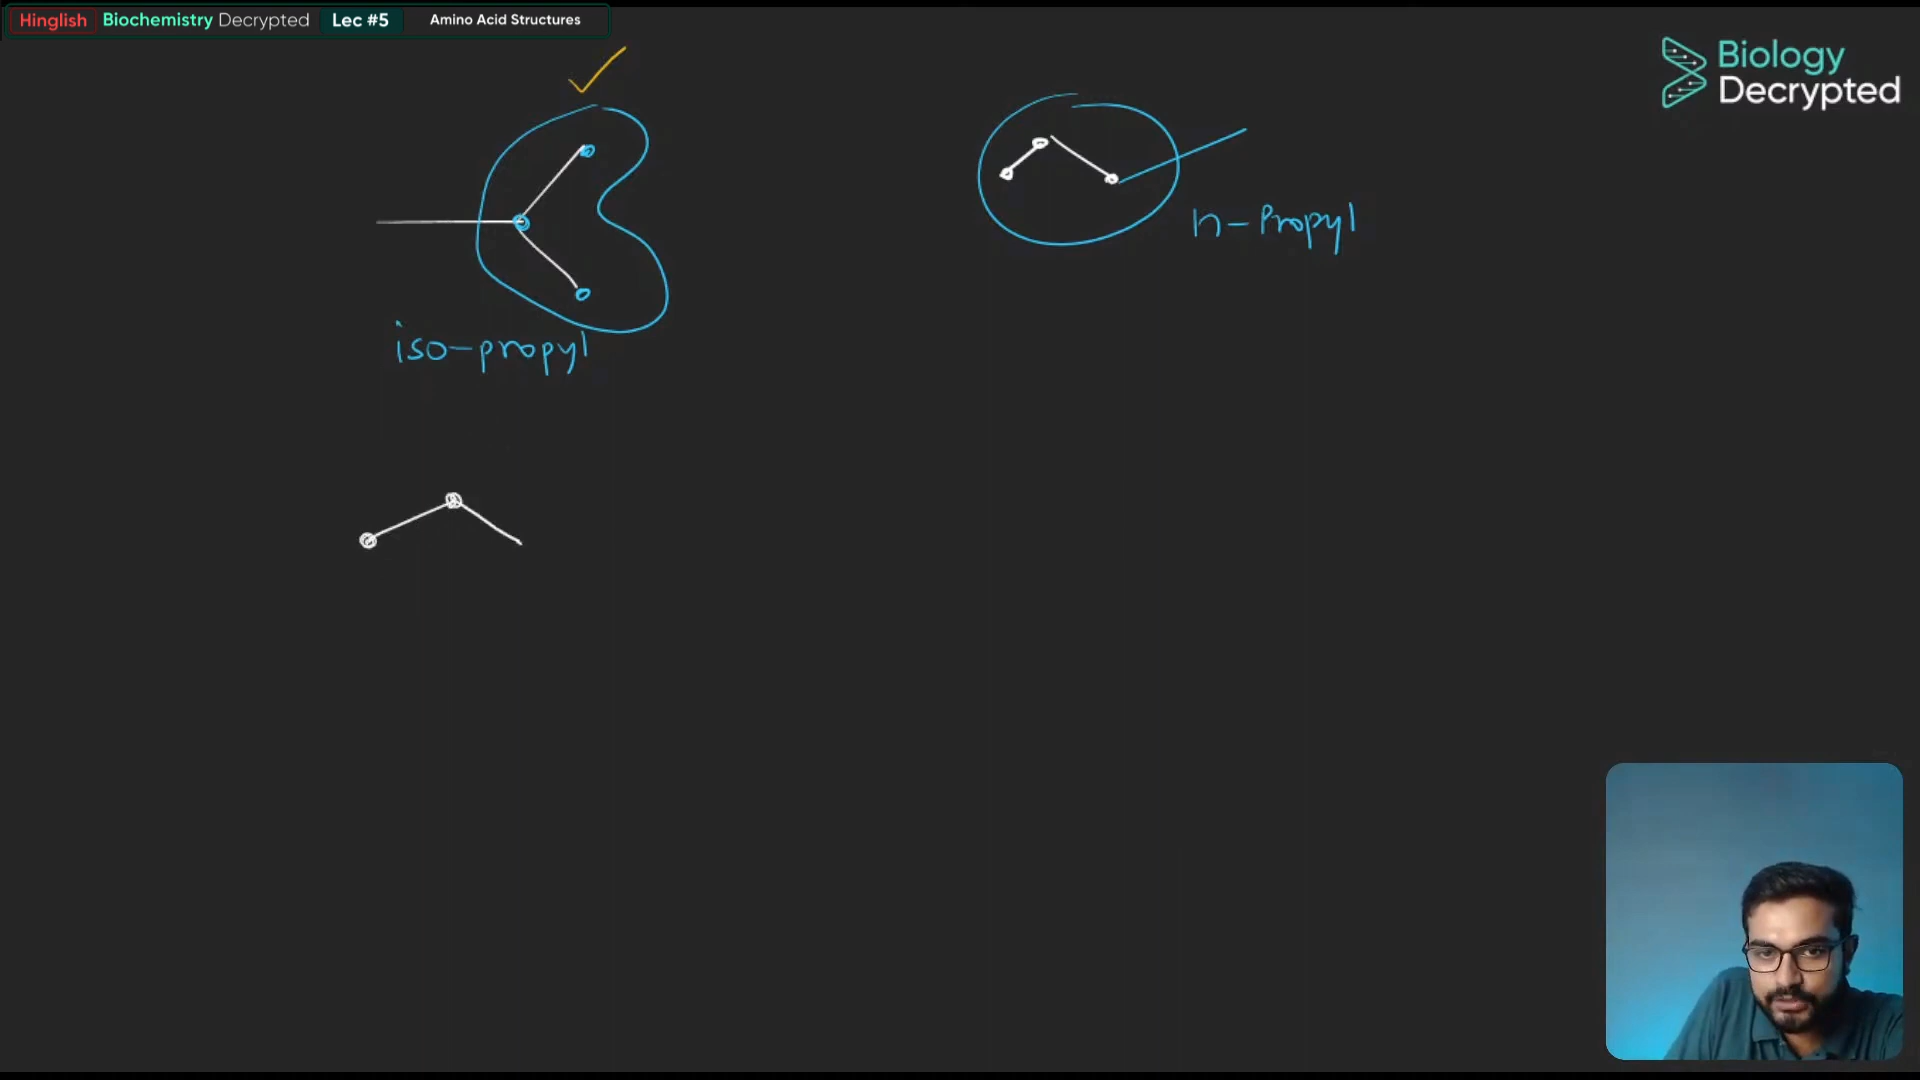 Hinglish Biochemistry Decrypted Lec #5 Amino Acid Structures
Biology
Decrypted
n-Propyl
iso-propyl